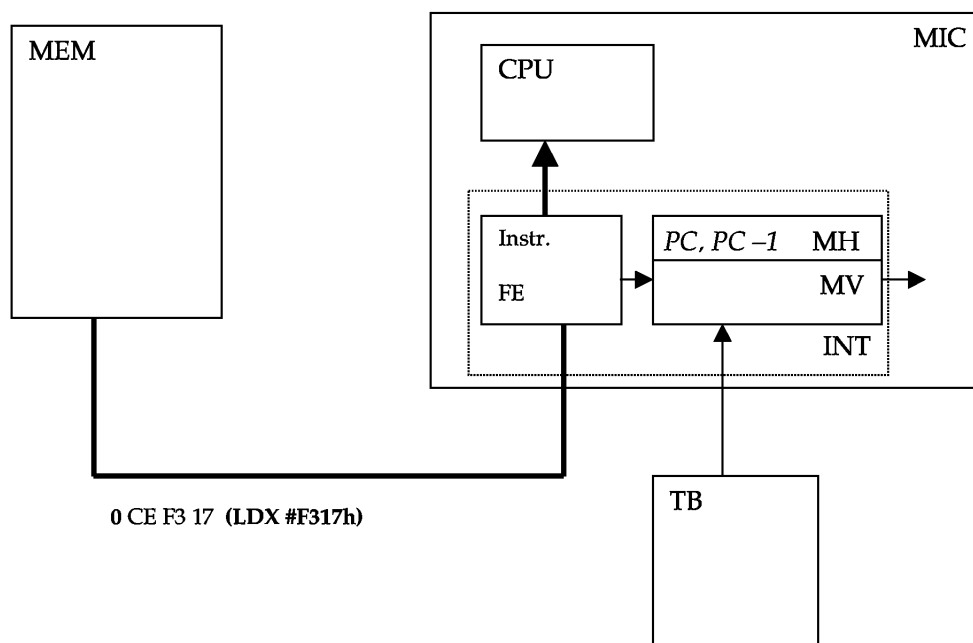 MEM
MIC
CPU
Instr.
FE
PC, PC –1 MH
MV
INT
0 CE F3 17 (LDX #F317h)
TB